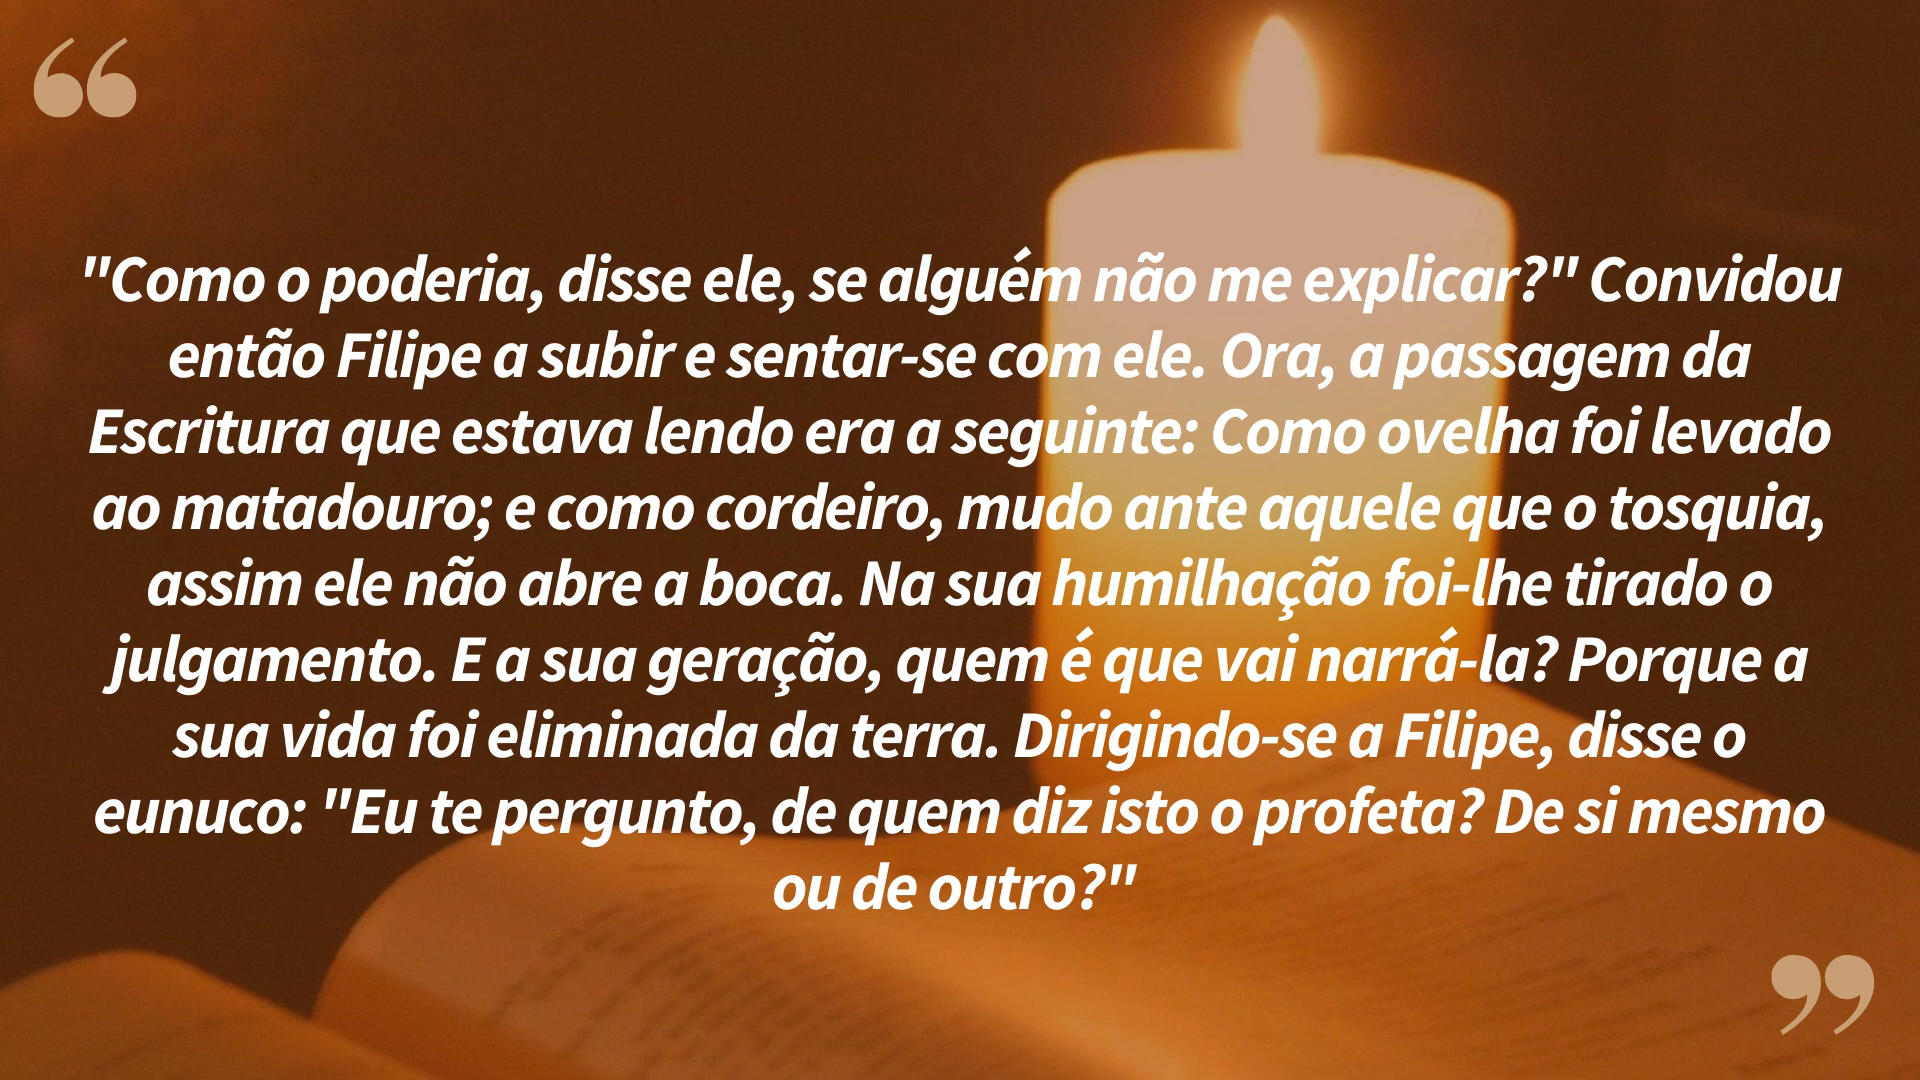 "Como o poderia, disse ele, se alguém não me explicar?" Convidou
então Filipe a subir e sentar-se com ele. Ora, a passagem da
Escritura que estava lendo era a seguinte: Como ovelha foi levado
ao matadouro; e como cordeiro, mudo ante aquele que o tosquia,
assim ele não abre a boca. Na sua humilhação foi-lhe tirado o
julgamento. E a sua geração, quem é que vai narrá-la? Porque a
sua vida foi eliminada da terra. Dirigindo-se a Filipe, disse o
eunuco: "Eu te pergunto, de quem diz isto o profeta? De si mesmo
ou de outro?"